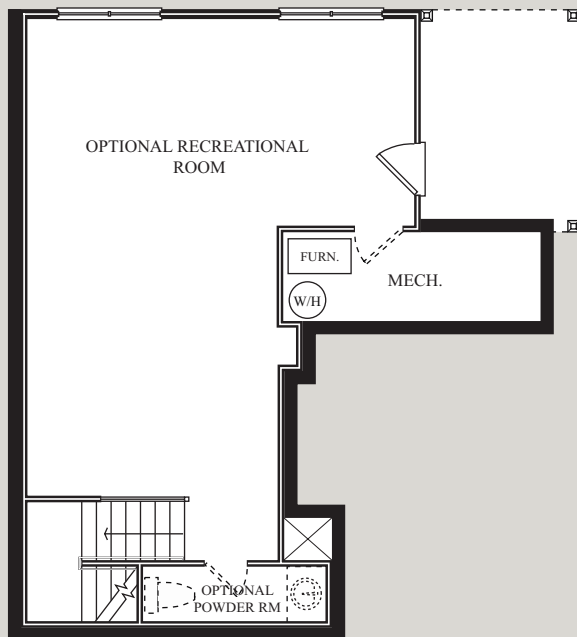 OPTIONAL RECREATIONAL
ROOM
FURN.
MECH.
W/H
OPTIONAL
POWDER RM